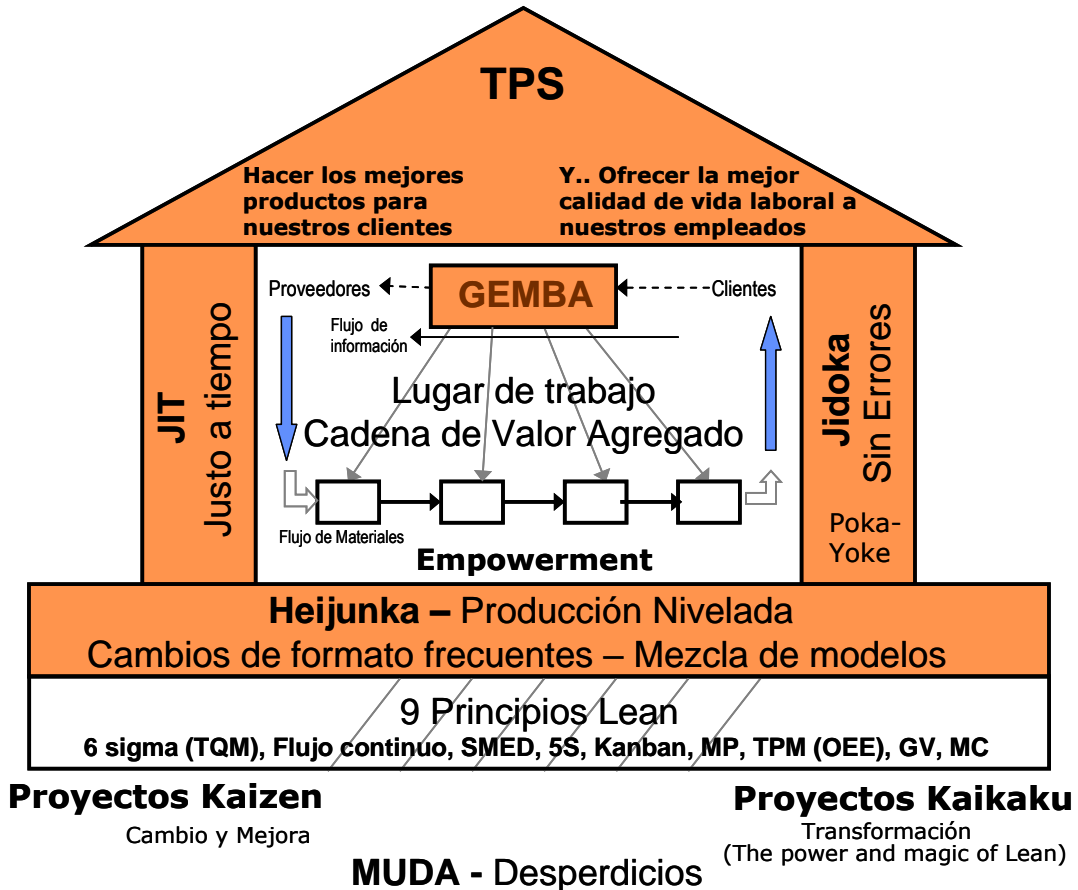 TPS
Hacer los mejores
productos para
nuestros clientes
Y.. Ofrecer la mejor
calidad de vida laboral a
nuestros empleados
JIT
Justo a tiempo
Proveedores
GEMBA
Clientes
Flujo de
información
Lugar de trabajo
Cadena de Valor Agregado
Flujo de Materiales
Empowerment
Jidoka
Sin Errores
Poka-
Yoke
Heijunka – Producción Nivelada
Cambios de formato frecuentes – Mezcla de modelos
9 Principios Lean
6 sigma (TQM), Flujo continuo, SMED, 5S, Kanban, MP, TPM (OEE), GV, MC
Proyectos Kaizen
Cambio y Mejora
Proyectos Kaikaku
Transformación
(The power and magic of Lean)
MUDA - Desperdicios